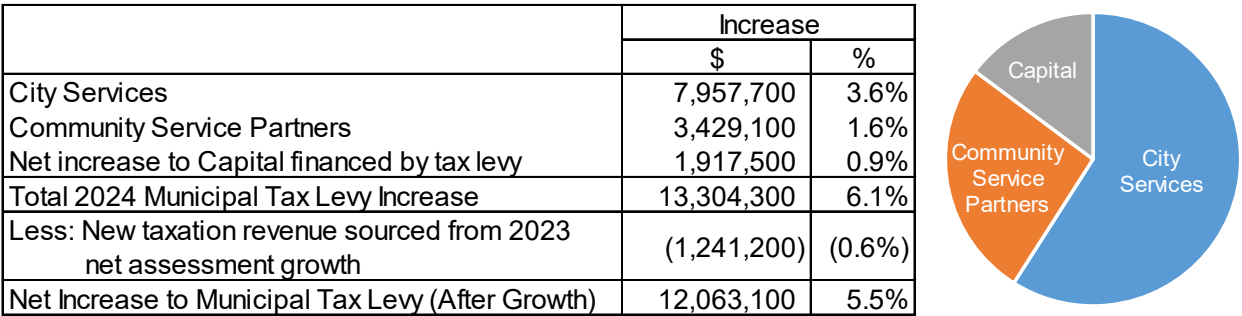 Increase
$ %
City Services 7,957,700 3.6%
Community Service Partners 3,429,100 1.6%
Net increase to Capital financed by tax levy 1,917,500 0.9%
Total 2024 Municipal Tax Levy Increase 13,304,300 6.1%
Less: New taxation revenue sourced from 2023
net assessment growth (1,241,200) (0.6%)
Net Increase to Municipal Tax Levy (After Growth) 12,063,100 5.5%
Capital
Community
Service
Partners
City
Services